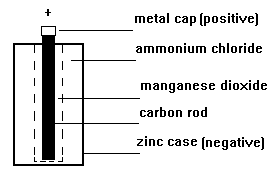 +
metal cap (positive)
ammonium chloride
manganese dioxide
carbon rod
zinc case (negative)